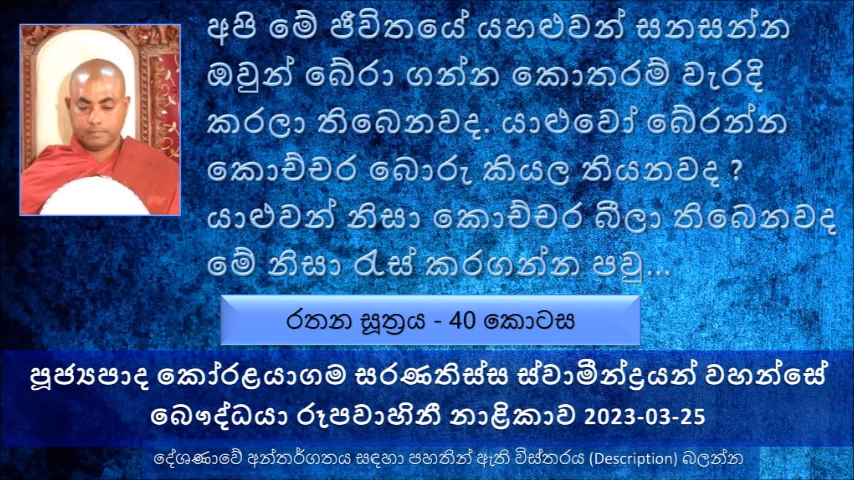 අපි මේ ජීවිතයේ යහළුවන් සනසන්න
ඔවුන් බේරා ගන්න කොතරම් වැරදි
කරලා තිබෙනවද. යාළුවෝ බේරන්න
කොච්චර බොරු කියල තියනවද ?
යාළුවන් නිසා කොච්චර බීලා තිබෙනවද
මේ නිසා රැස් කරගන්න පවු...
රතන සූත්‍රය - 40 කොටස
පූජ්‍යපාද කෝරළයාගම සරණතිස්ස ස්වාමීන්ද්‍රයන් වහන්සේ
බෞද්ධයා රූපවාහිනී නාළිකාව 2023-03-25
දේශණාවේ අන්තර්ගතය සඳහා පහතින් ඇති විස්තරය (Description) බලන්න